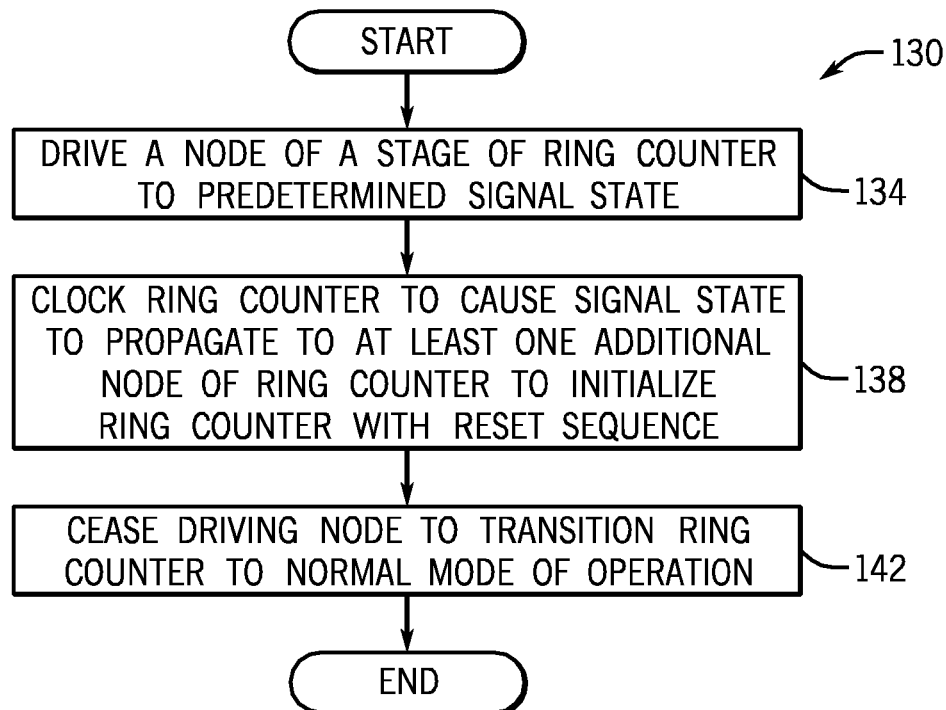 START
130
DRIVE A NODE OF A STAGE OF RING COUNTER
TO PREDETERMINED SIGNAL STATE
134
CLOCK RING COUNTER TO CAUSE SIGNAL STATE
TO PROPAGATE TO AT LEAST ONE ADDITIONAL
NODE OF RING COUNTER TO INITIALIZE
RING COUNTER WITH RESET SEQUENCE
138
CEASE DRIVING NODE TO TRANSITION RING
COUNTER TO NORMAL MODE OF OPERATION
142
END